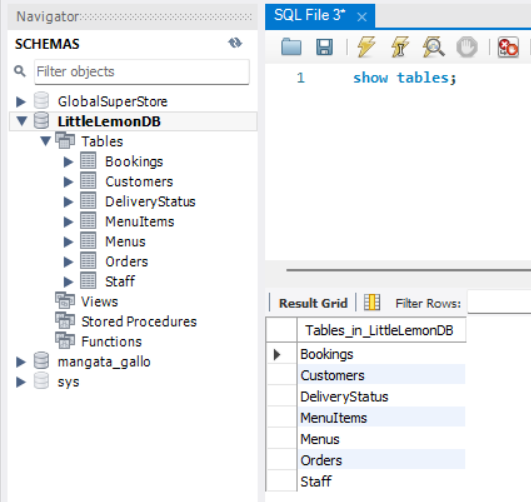 Navigator
SCHEMAS
Filter objects
GlobalSuperStore
LittleLemonDB
Tables
Bookings
Customers
DeliveryStatus
MenuItems
Menus
Orders
Staff
Views
Stored Procedures
Functions
mangata_gallo
sys
SQL File 3*
1 show tables;
Result Grid Filter Rows:
Tables_in_LittleLemonDB
Bookings
Customers
DeliveryStatus
MenuItems
Menus
Orders
Staff